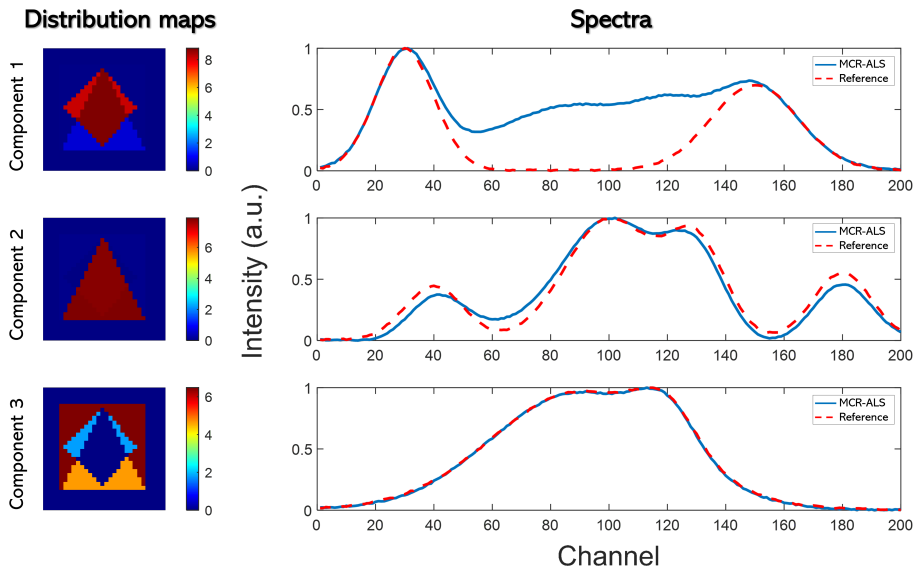 Distribution maps
Spectra
Component 1
8
6
4
2
0
1
0.5
0
0 20 40 60 80 100 120 140 160 180 200
MCR-ALS
Reference
Component 2
6
4
2
0
1
0.5
0
0 20 40 60 80 100 120 140 160 180 200
MCR-ALS
Reference
Intensity (a.u.)
Component 3
6
4
2
0
1
0.5
0
0 20 40 60 80 100 120 140 160 180 200
MCR-ALS
Reference
Channel